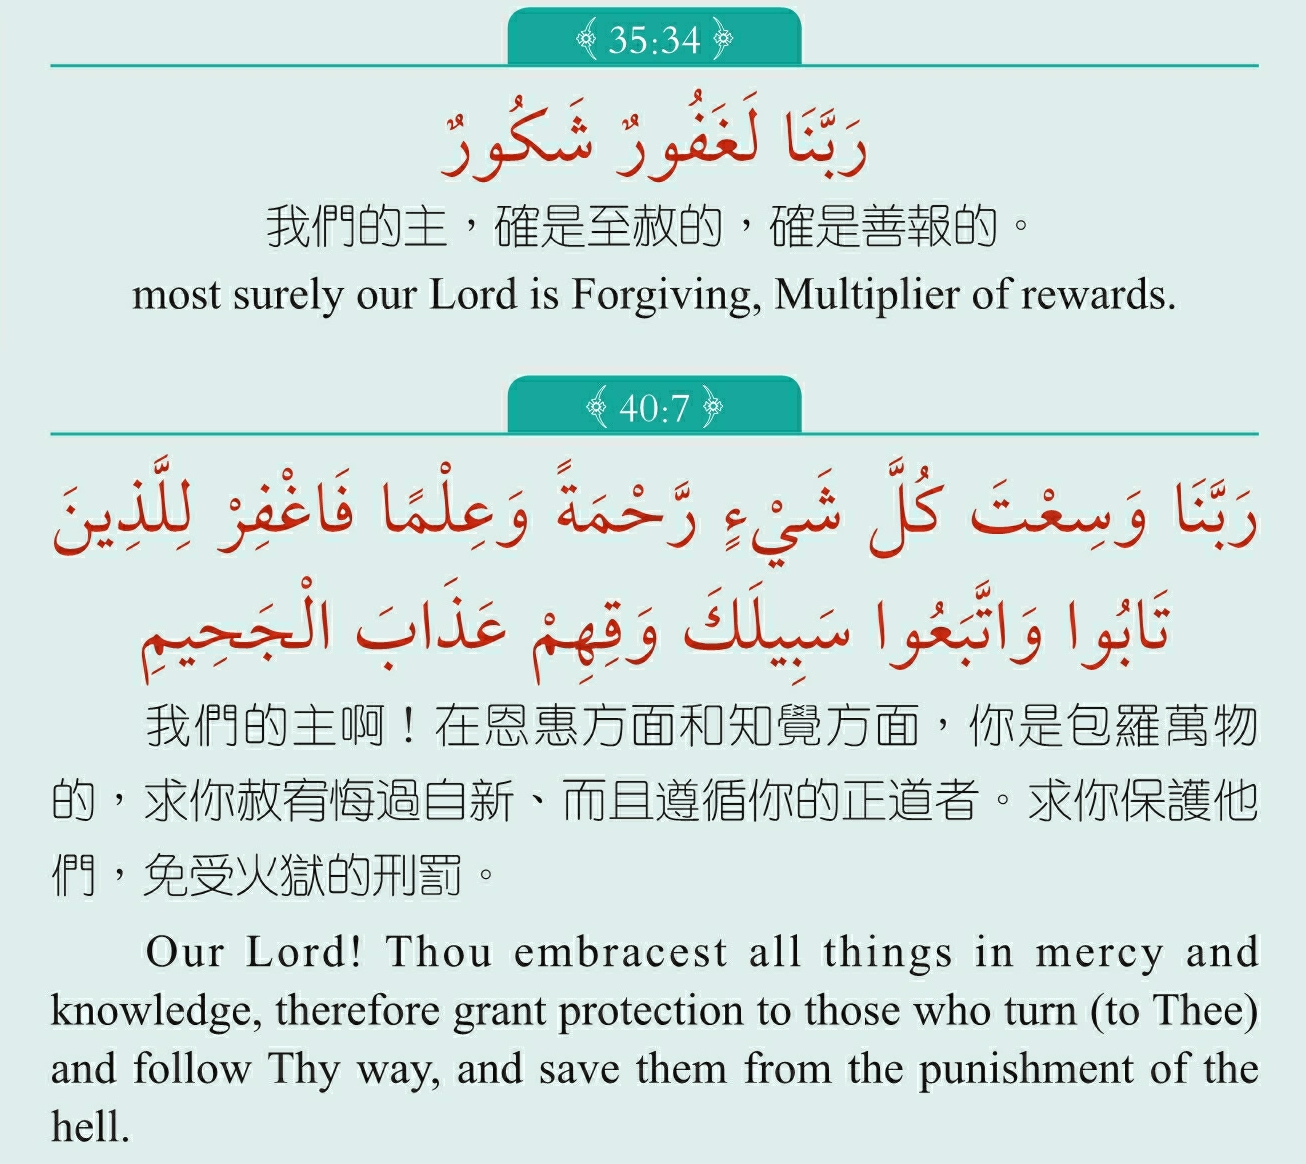 35:34
رَبَّنَا لَغَفُورٌ شَكُورٌ
我們的主，確是至赦的，確是善報的。
most surely our Lord is Forgiving, Multiplier of rewards.
40:7
رَبَّنَا وَسِعْتَ كُلَّ شَيْءٍ رَّحْمَةً وَعِلْمًا فَاغْفِرْ لِلَّذِينَ
تَابُوا وَاتَّبَعُوا سَبِيلَكَ وَقِهِمْ عَذَابَ الْجَحِيمِ
我們的主啊！在恩惠方面和知覺方面，你是包羅萬物
的，求你赦宥悔過自新、而且遵循你的正道者。求你保護他
們，免受火獄的刑罰。
Our Lord! Thou embracest all things in mercy and
knowledge, therefore grant protection to those who turn (to Thee)
and follow Thy way, and save them from the punishment of the
hell.